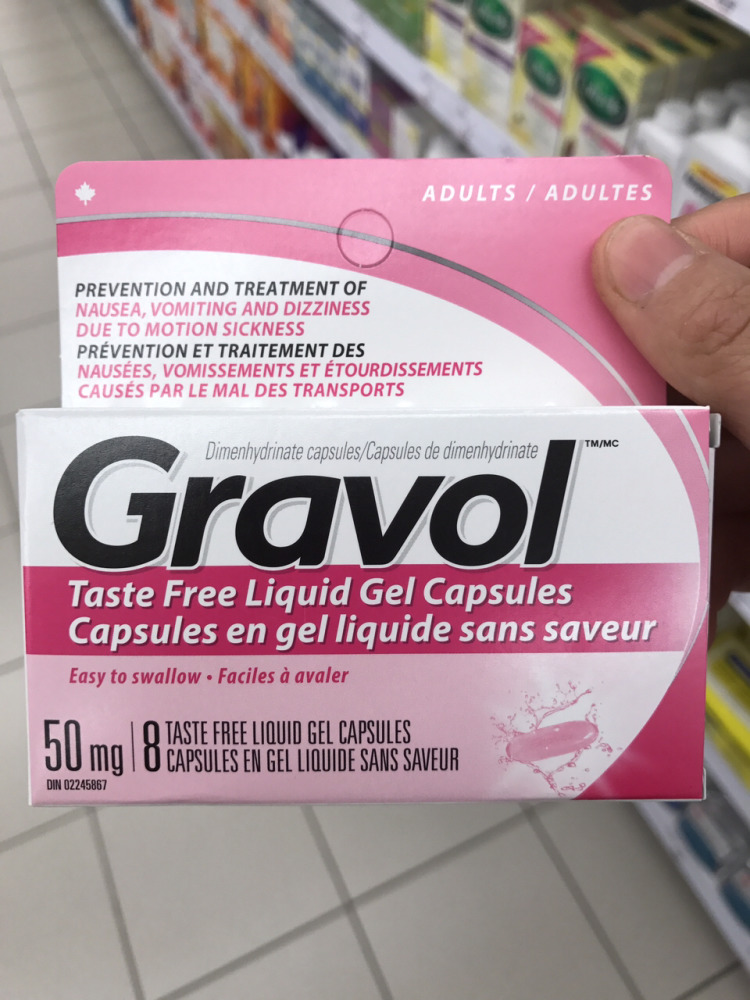 ADULTS / ADULTES
PREVENTION AND TREATMENT OF
NAUSEA, VOMITING AND DIZZINESS
DUE TO MOTION SICKNESS
PRÉVENTION ET TRAITEMENT DES
NAUSÉES, VOMISSEMENTS ET ÉTOURDISSEMENTS
CAUSÉS PAR LE MAL DES TRANSPORTS
Dimenhydrinate capsules/Capsules de dimenhydrinate
Gravol TM/MC
Taste Free Liquid Gel Capsules
Capsules en gel liquide sans saveur
Easy to swallow • Faciles à avaler
50 mg 8 TASTE FREE LIQUID GEL CAPSULES
CAPSULES EN GEL LIQUIDE SANS SAVEUR
DIN 02245867